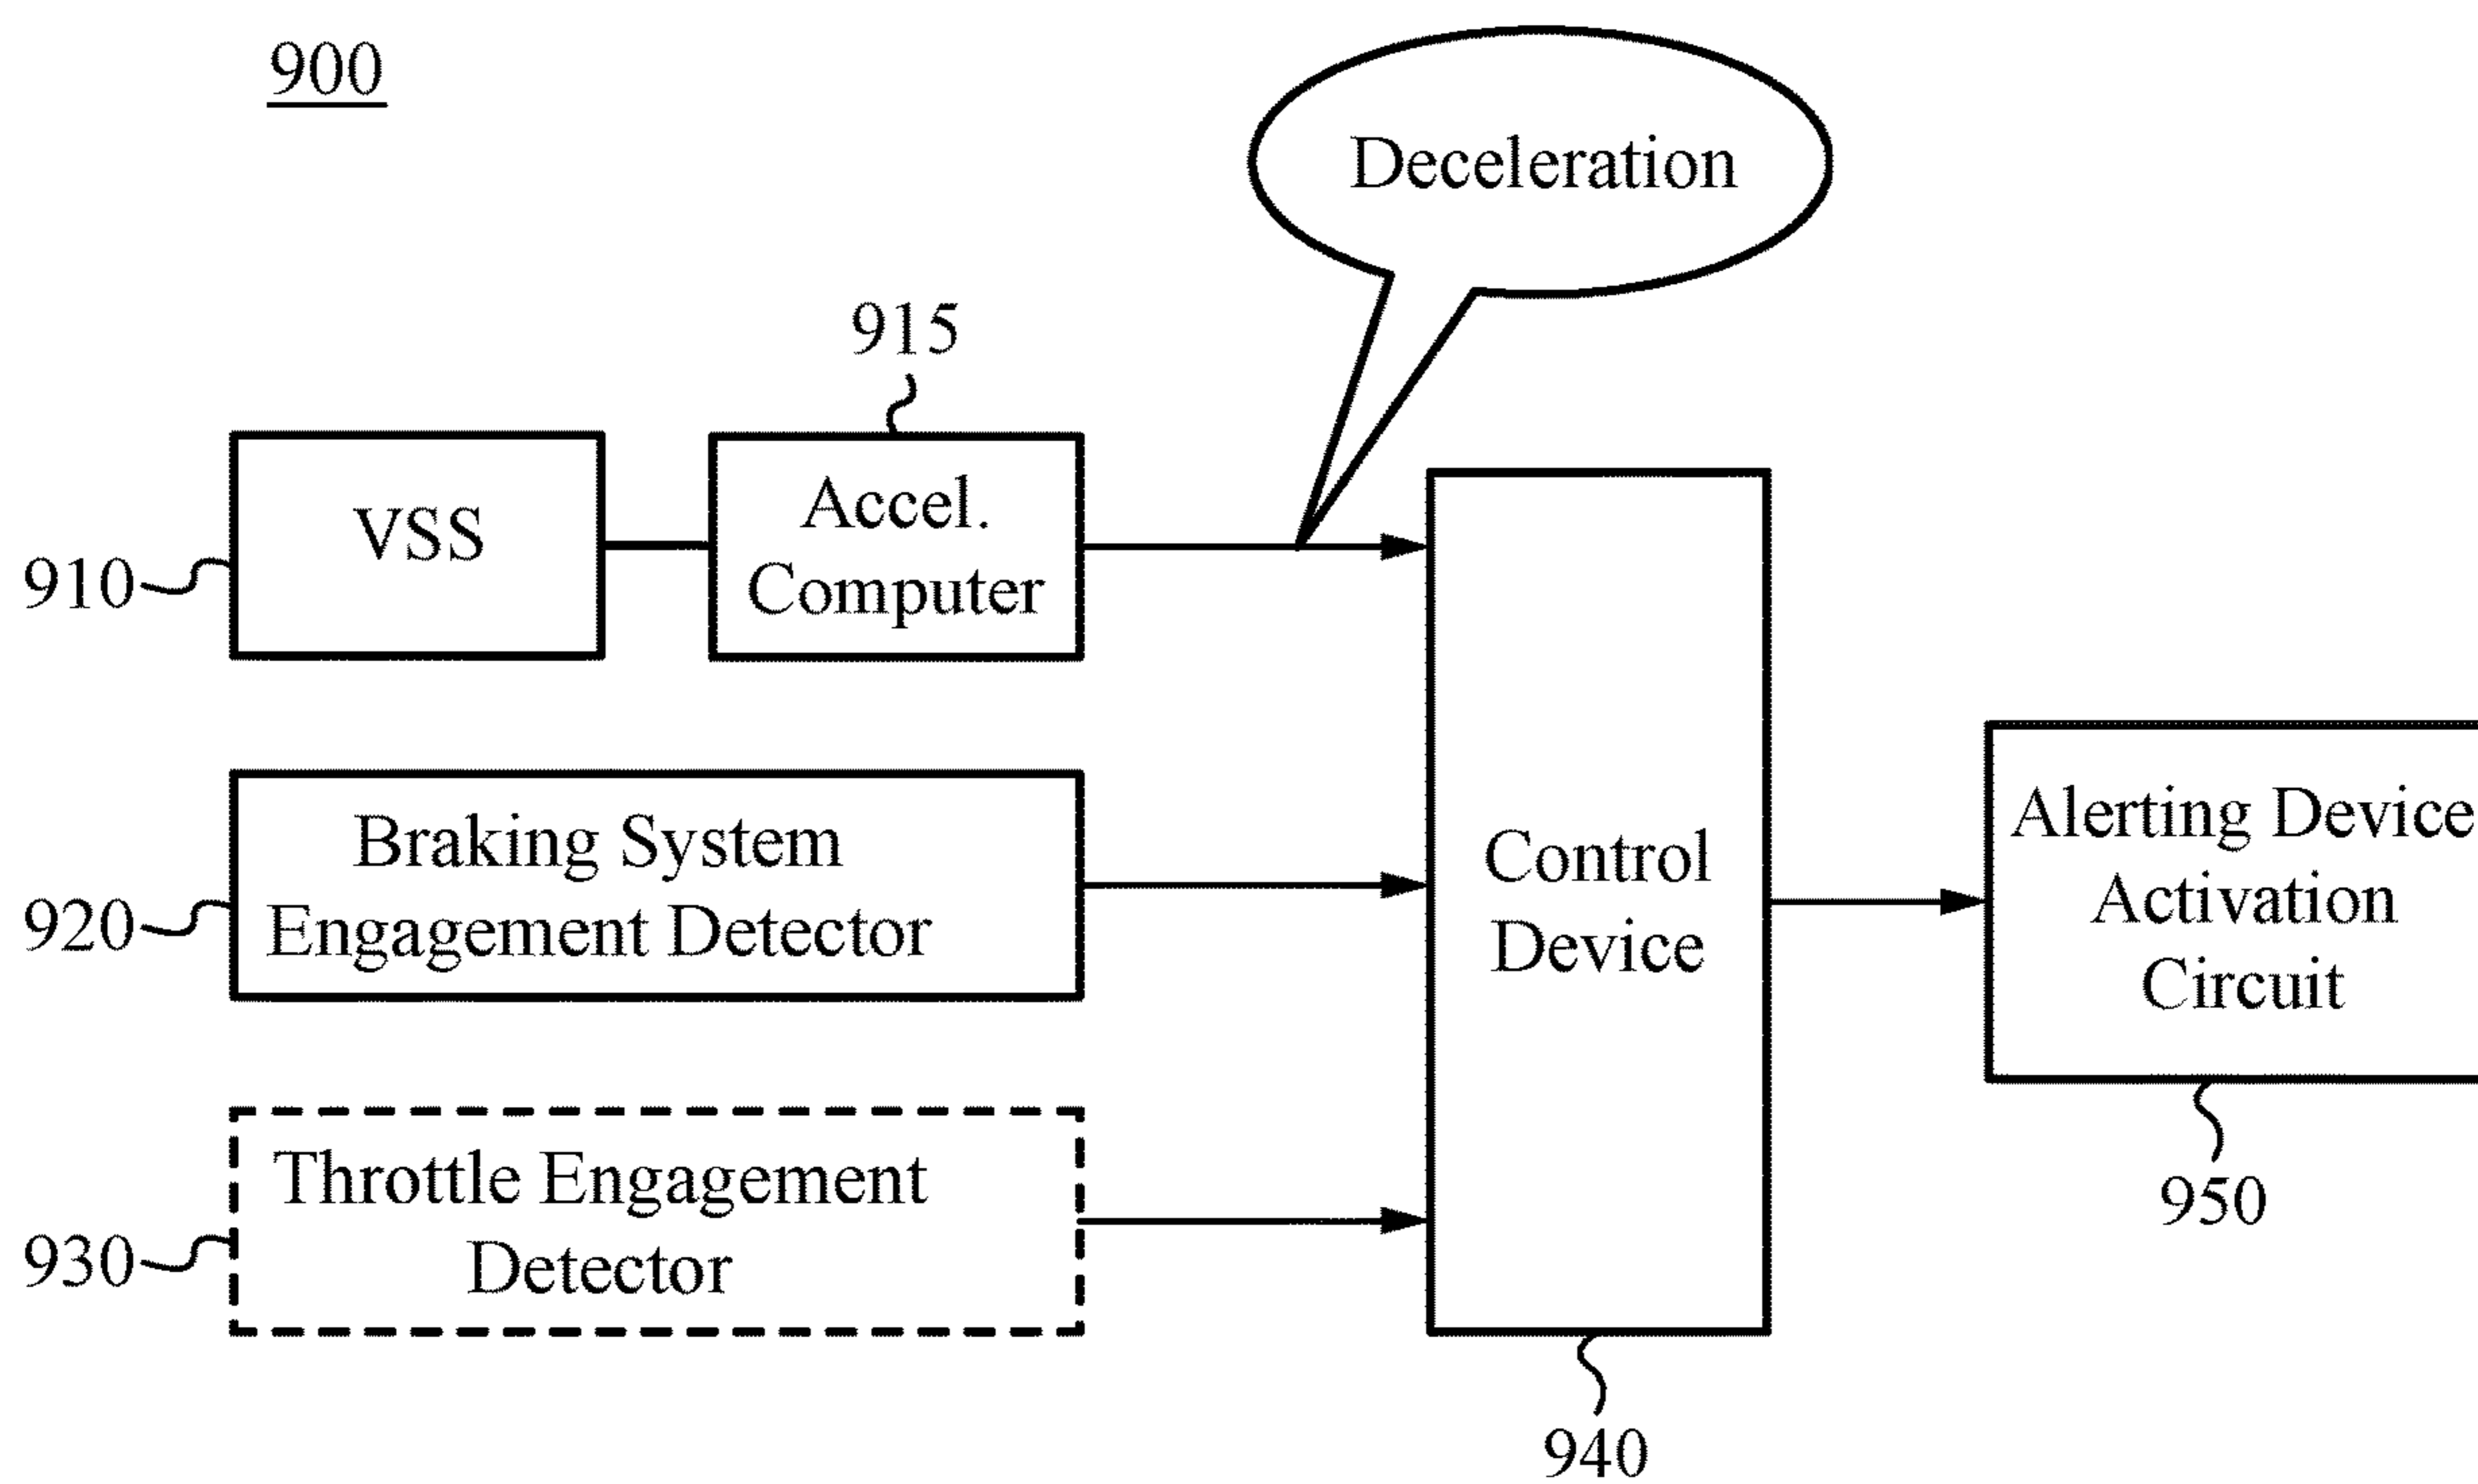 900
Deceleration
915
VSS
Accel.
Computer
910
Braking System
Engagement Detector
920
Control
Device
Alerting Device
Activation
Circuit
Throttle Engagement
Detector
930
950
940